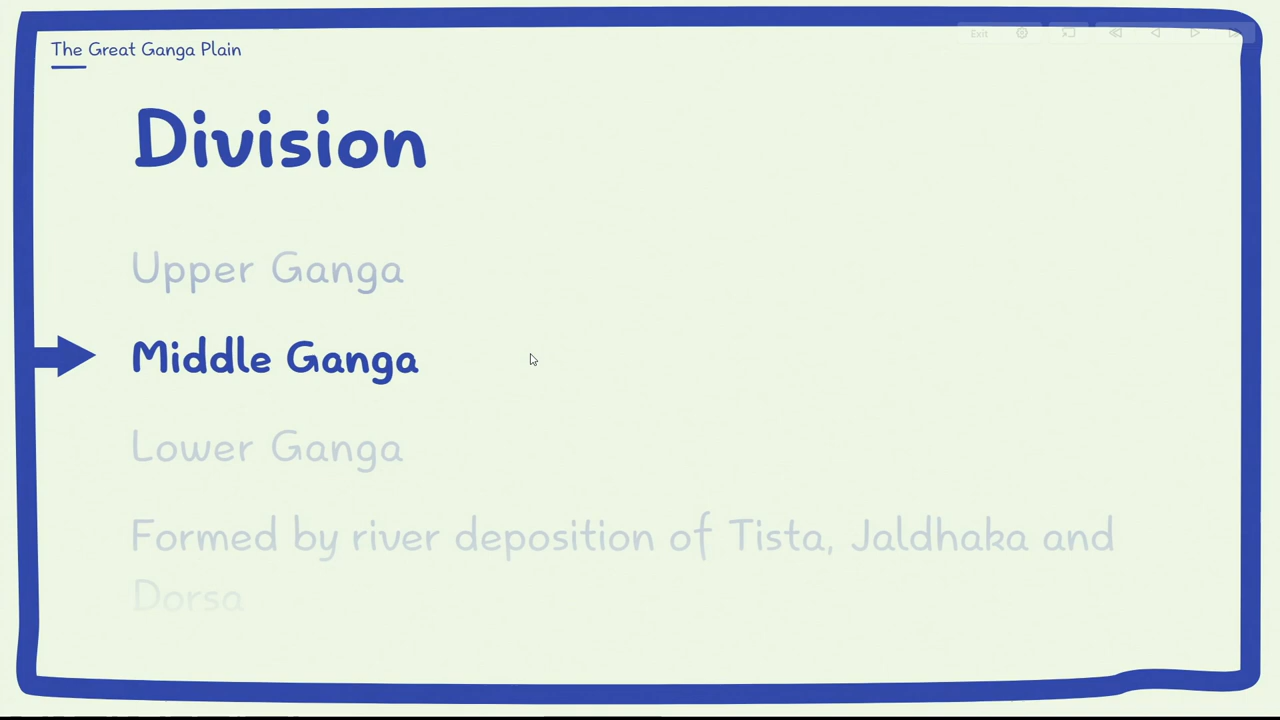 The Great Ganga Plain
Exit
Division
Upper Ganga
Middle Ganga
Lower Ganga
Formed by river deposition of Tista, Jaldhaka and
Dorsa